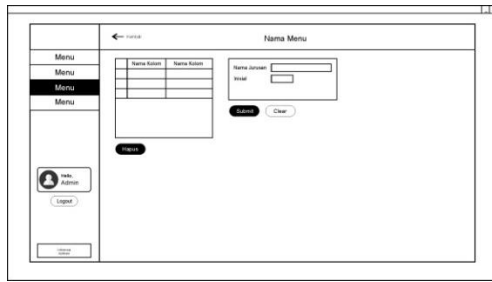 Nama Menu
Menu
Menu
Menu
Menu
Nama Kolom Nama Kolom
Nama Jurusan
Inisial
Submit Clear
Hapus
Hello,
Admin
Logout